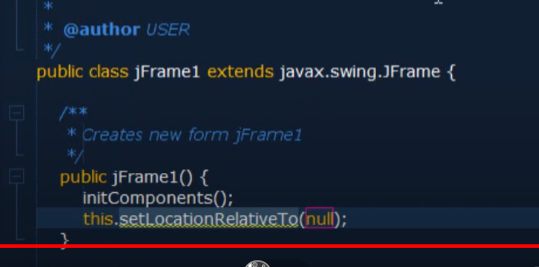 *
* @author USER
*/
public class jFrame1 extends javax.swing.JFrame {
/**
* Creates new form jFrame1
*/
public jFrame1() {
initComponents();
this.setLocationRelativeTo(null);
}